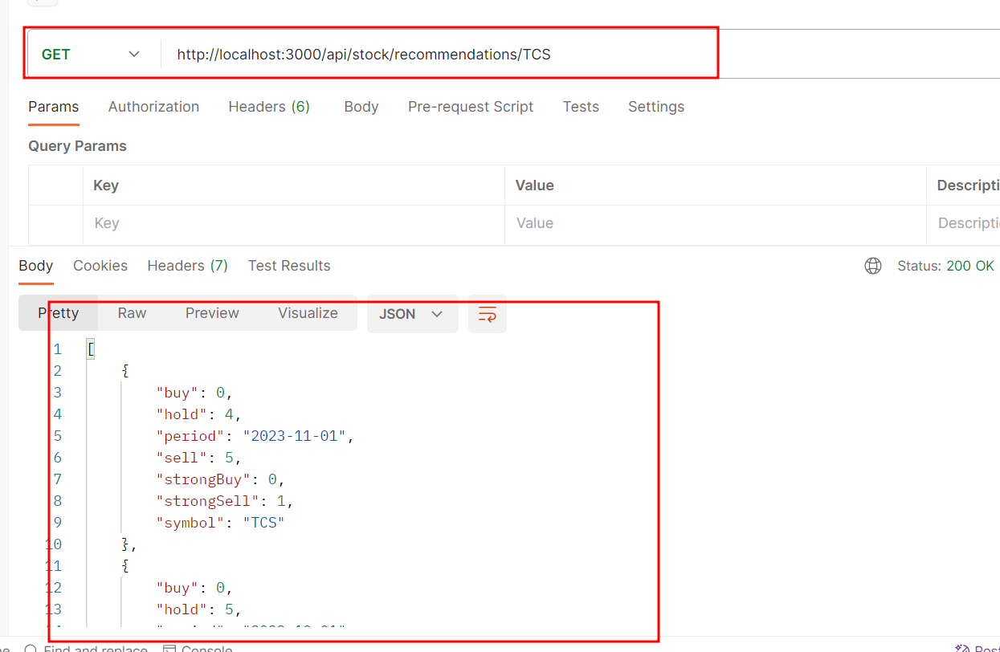 GET http://localhost:3000/api/stock/recommendations/TCS
Params Authorization Headers (6) Body Pre-request Script Tests Settings
Query Params
Key Value Descripti
Key Value Descripti
Body Cookies Headers (7) Test Results Status: 200 OK
Pretty Raw Preview Visualize JSON
1 [
2 {
3 "buy": 0,
4 "hold": 4,
5 "period": "2023-11-01",
6 "sell": 5,
7 "strongBuy": 0,
8 "strongSell": 1,
9 "symbol": "TCS"
10 },
11 {
12 "buy": 0,
13 "hold": 5,
Find and replace Console